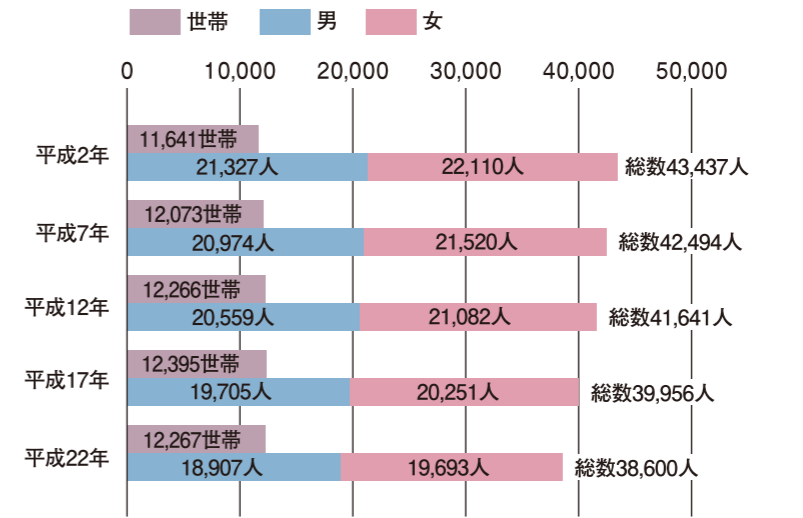 世帯 男 女
0 10,000 20,000 30,000 40,000 50,000
平成2年
11,641世帯
21,327人 22,110人 総数43,437人
平成7年
12,073世帯
20,974人 21,520人 総数42,494人
平成12年
12,266世帯
20,559人 21,082人 総数41,641人
平成17年
12,395世帯
19,705人 20,251人 総数39,956人
平成22年
12,267世帯
18,907人 19,693人 総数38,600人